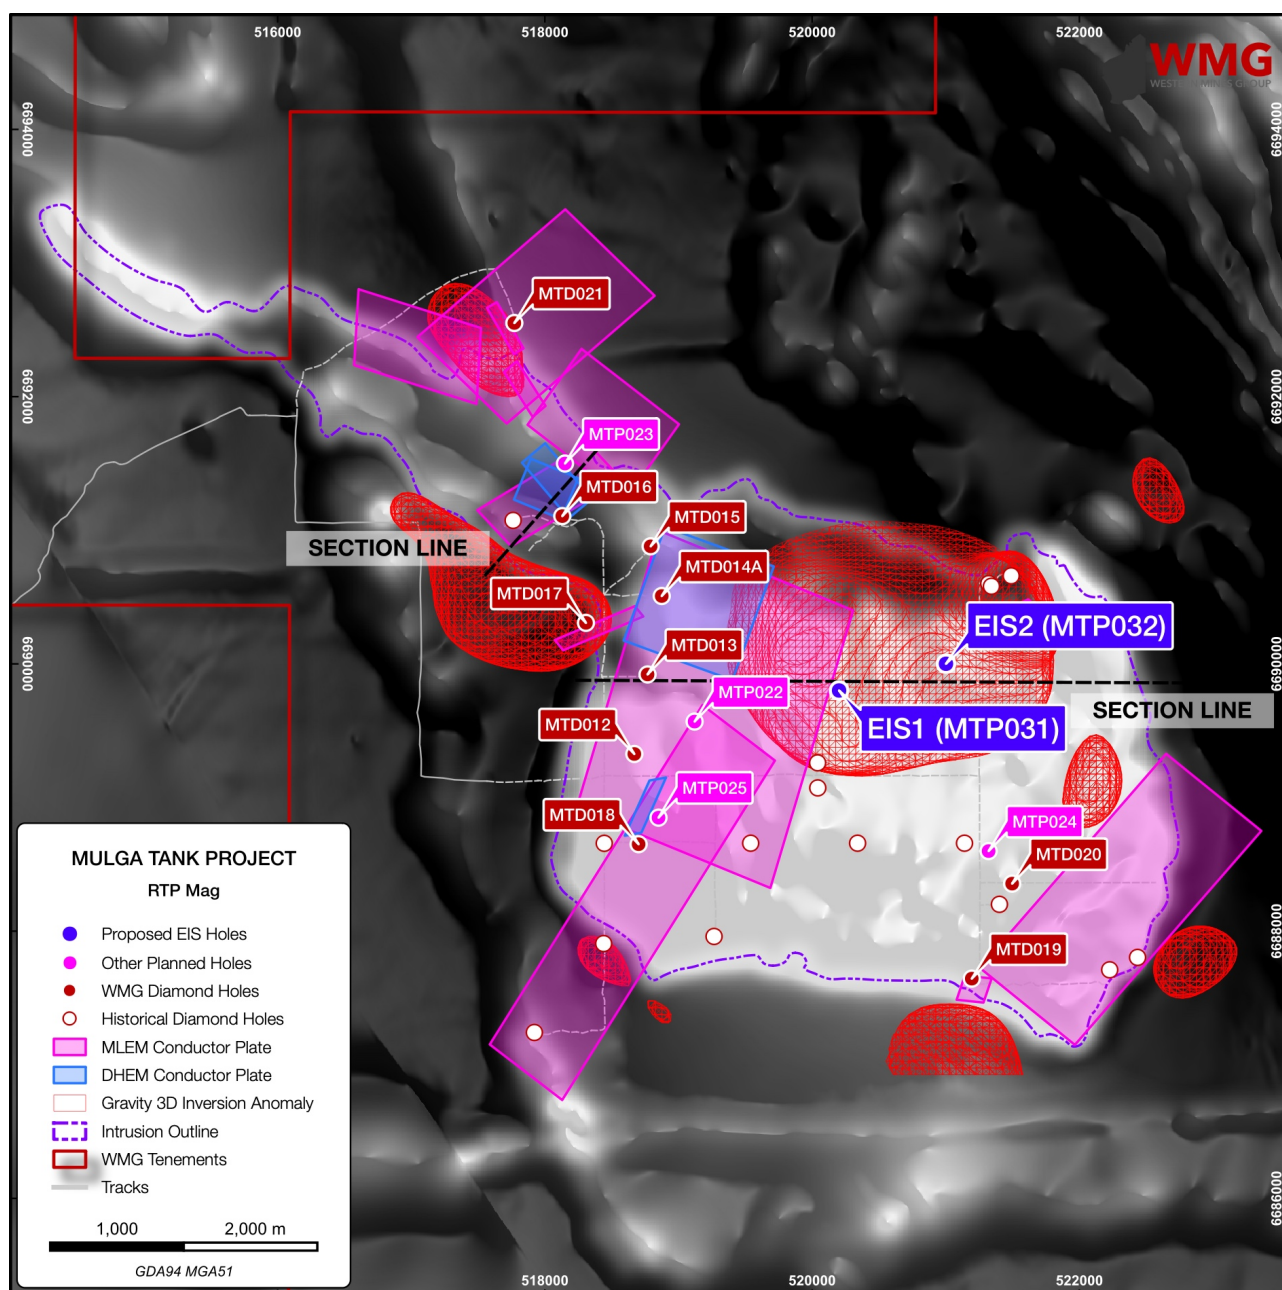 516000
518000
520000
522000
WMG
WESTERN MINES GROUP
6694000
6694000
MTD021
6692000
6692000
MTP023
MTD016
MTD015
SECTION LINE
MTD014A
MTD017
EIS2 (MTP032)
MTD013
6690000
6690000
MTP022
SECTION LINE
MTD012
EIS1 (MTP031)
MTP025
MTD018
MTP024
MTD020
6688000
MTD019
6686000
MULGA TANK PROJECT
RTP Mag
Proposed EIS Holes
Other Planned Holes
WMG Diamond Holes
Historical Diamond Holes
MLEM Conductor Plate
DHEM Conductor Plate
Gravity 3D Inversion Anomaly
Intrusion Outline
WMG Tenements
Tracks
1,000
2,000 m
GDA94 MGA51
518000
520000
522000